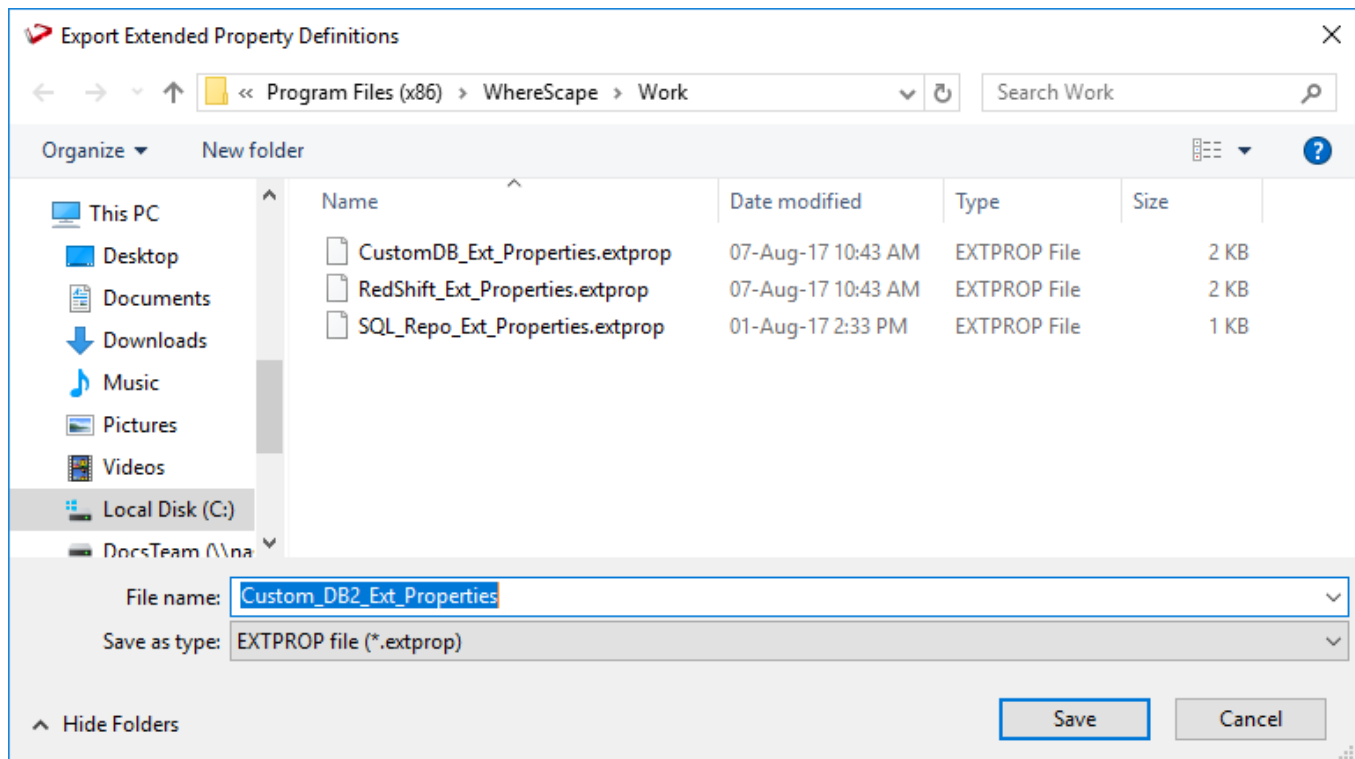 Export Extended Property Definitions
« Program Files (x86) > WhereScape > Work
Search Work
Organize
New folder
?
This PC
Desktop
Documents
Downloads
Music
Pictures
Videos
Local Disk (C:)
DocsTeam (\\na
Name Date modified Type Size
CustomDB_Ext_Properties.extprop 07-Aug-17 10:43 AM EXTPROP File 2 KB
RedShift_Ext_Properties.extprop 07-Aug-17 10:43 AM EXTPROP File 2 KB
SQL_Repo_Ext_Properties.extprop 01-Aug-17 2:33 PM EXTPROP File 1 KB
File name: Custom_DB2_Ext_Properties
Save as type: EXTPROP file (*.extprop)
Hide Folders
Save
Cancel